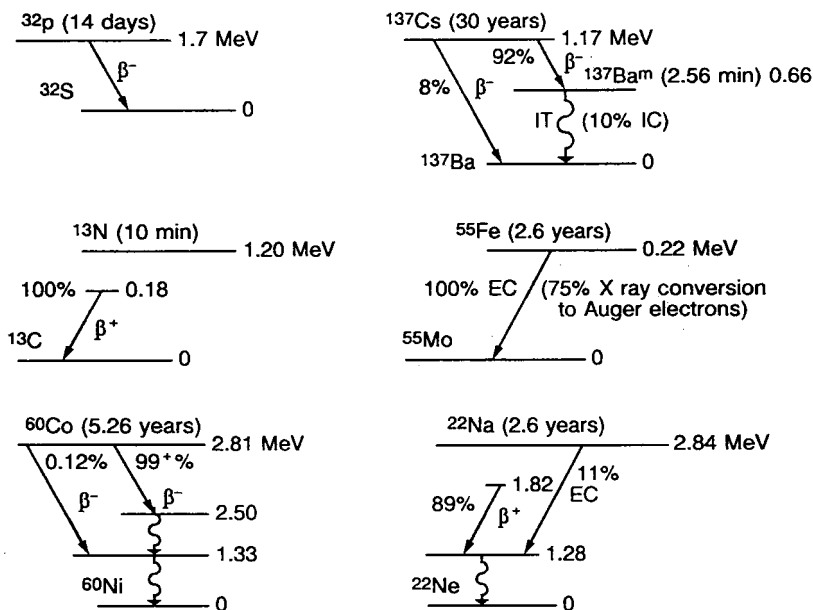 ³²p (14 days)
1.7 MeV
β⁻
³²S
0
¹³⁷Cs (30 years)
1.17 MeV
92%
β⁻
¹³⁷Baᵐ (2.56 min) 0.66
8%
β⁻
IT (10% IC)
¹³⁷Ba
0
¹³N (10 min)
1.20 MeV
100%
0.18
β⁺
¹³C
0
⁵⁵Fe (2.6 years)
0.22 MeV
100% EC (75% X ray conversion
to Auger electrons)
⁵⁵Mo
0
⁶⁰Co (5.26 years)
2.81 MeV
0.12%
99⁺%
β⁻
β⁻
2.50
1.33
⁶⁰Ni
0
²²Na (2.6 years)
2.84 MeV
11%
EC
1.82
89%
β⁺
1.28
²²Ne
0